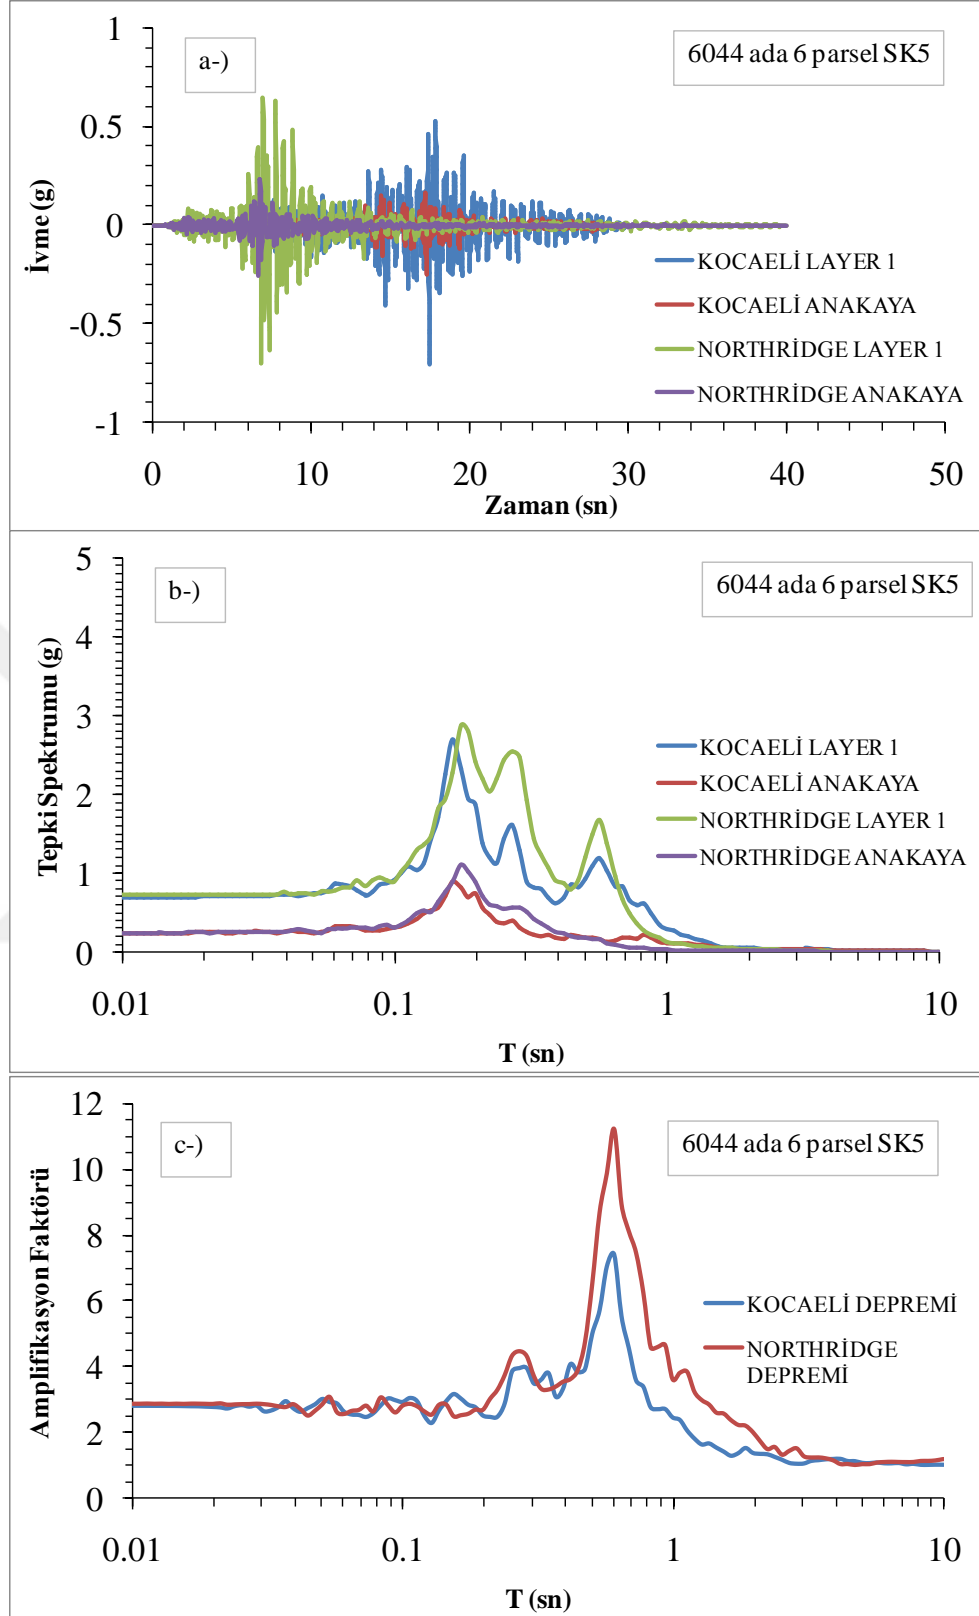 1
a-)
6044 ada 6 parsel SK5
0.5
0
-0.5
-1
İvme (g)
KOCAELİ LAYER 1
KOCAELİ ANAKAYA
NORTHRİDGE LAYER 1
NORTHRİDGE ANAKAYA
0 10 20 30 40 50
Zaman (sn)
5
b-)
6044 ada 6 parsel SK5
4
3
2
1
0
Tepki Spektrumu (g)
KOCAELİ LAYER 1
KOCAELİ ANAKAYA
NORTHRİDGE LAYER 1
NORTHRİDGE ANAKAYA
0.01 0.1 1 10
T (sn)
12
c-)
6044 ada 6 parsel SK5
10
8
6
4
2
0
Amplifikasyon Faktörü
KOCAELİ DEPREMİ
NORTHRİDGE
DEPREMİ
0.01 0.1 1 10
T (sn)